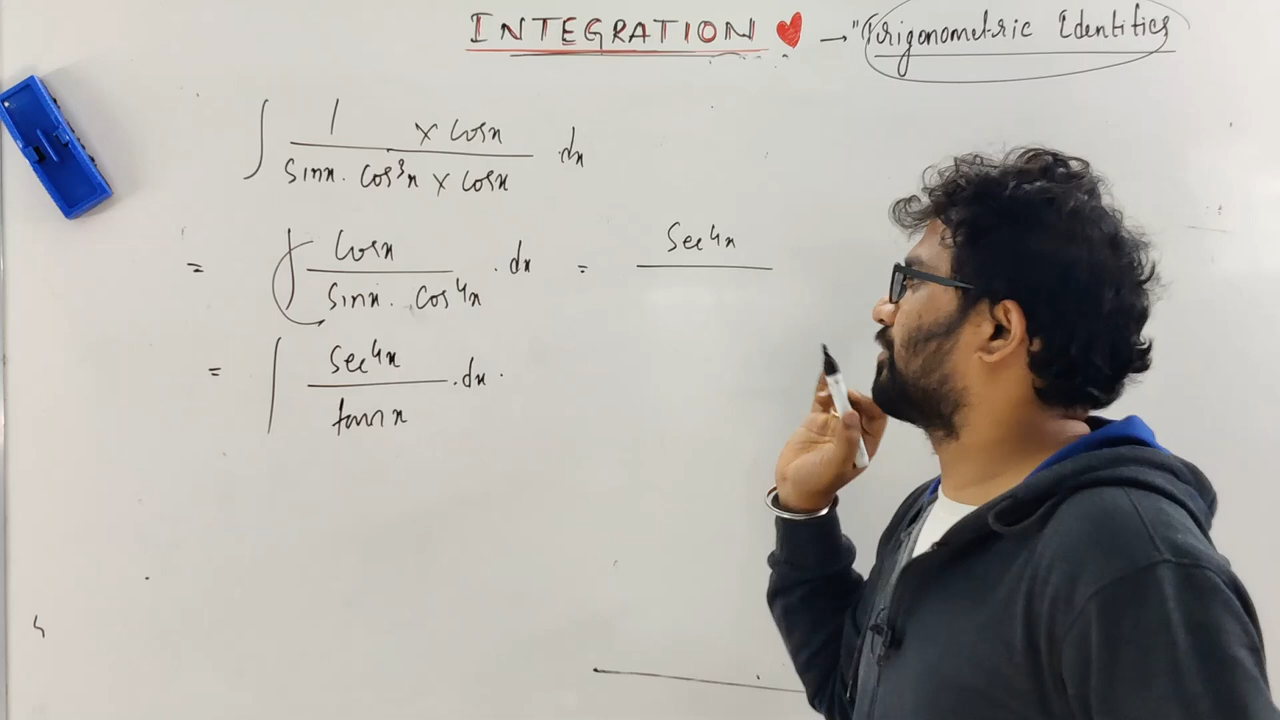 INTEGRATION ❤ → "Trigonometric Identities
∫ 1 × cosx / sinx · cos³x × cosx dx
= ∫ cosx / sinx · cos⁴x · dx = sec⁴x /
= ∫ sec⁴x / tanx · dx ·